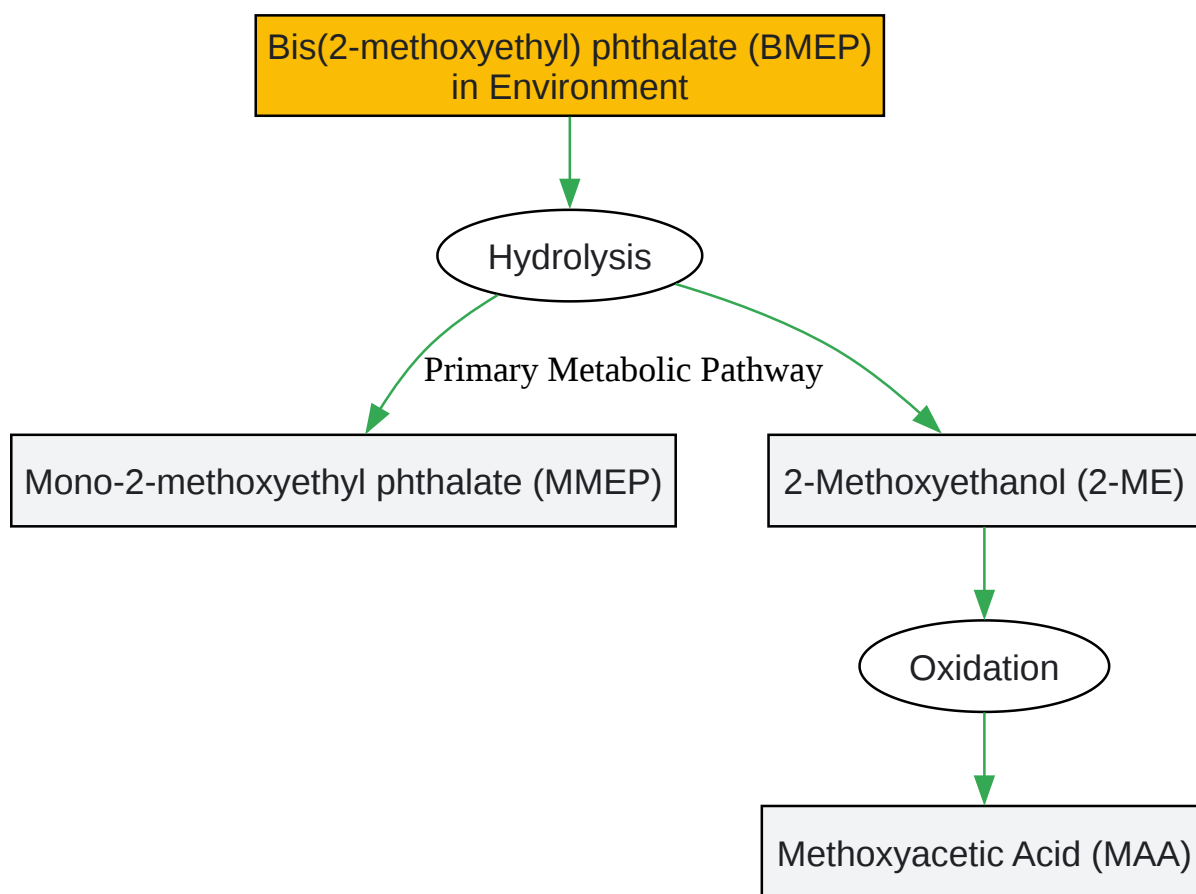 Bis(2-methoxyethyl) phthalate (BMEP)
in Environment
Hydrolysis
Primary Metabolic Pathway
Mono-2-methoxyethyl phthalate (MMEP)
2-Methoxyethanol (2-ME)
Oxidation
Methoxyacetic Acid (MAA)